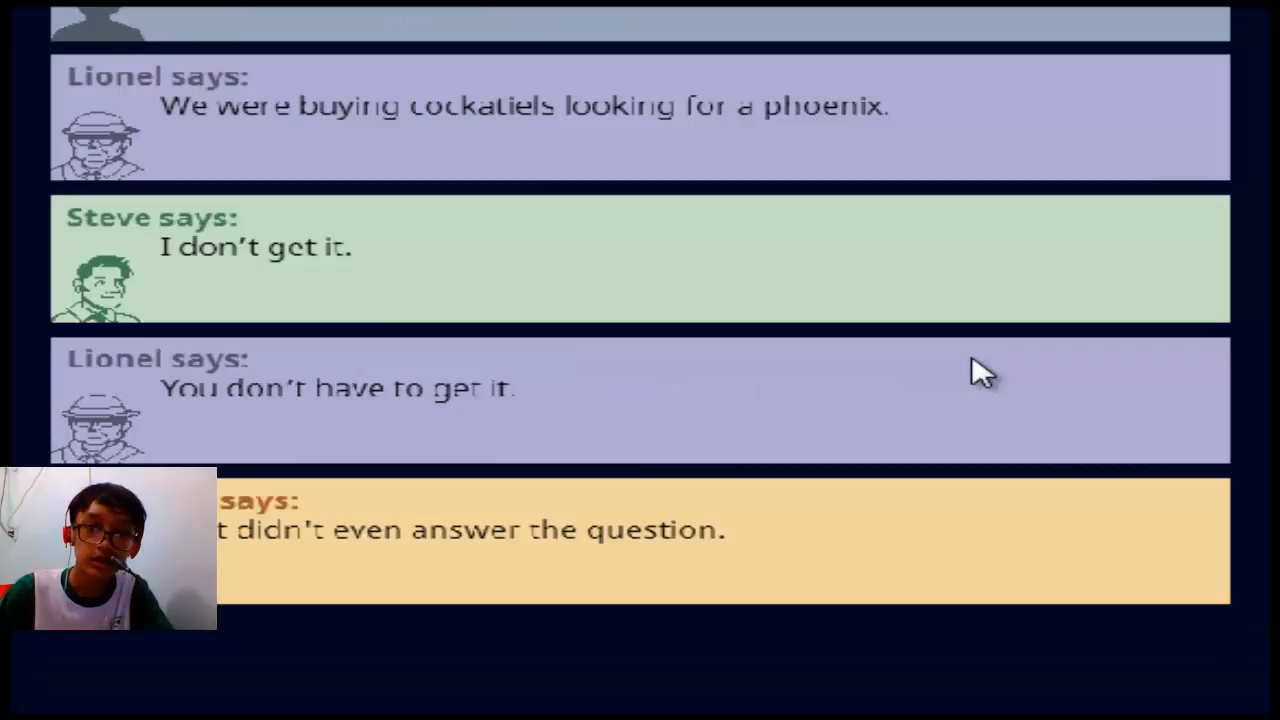 Lionel says:
We were buying cockatiels looking for a phoenix.
Steve says:
I don't get it.
Lionel says:
You don't have to get it.
says:
didn't even answer the question.